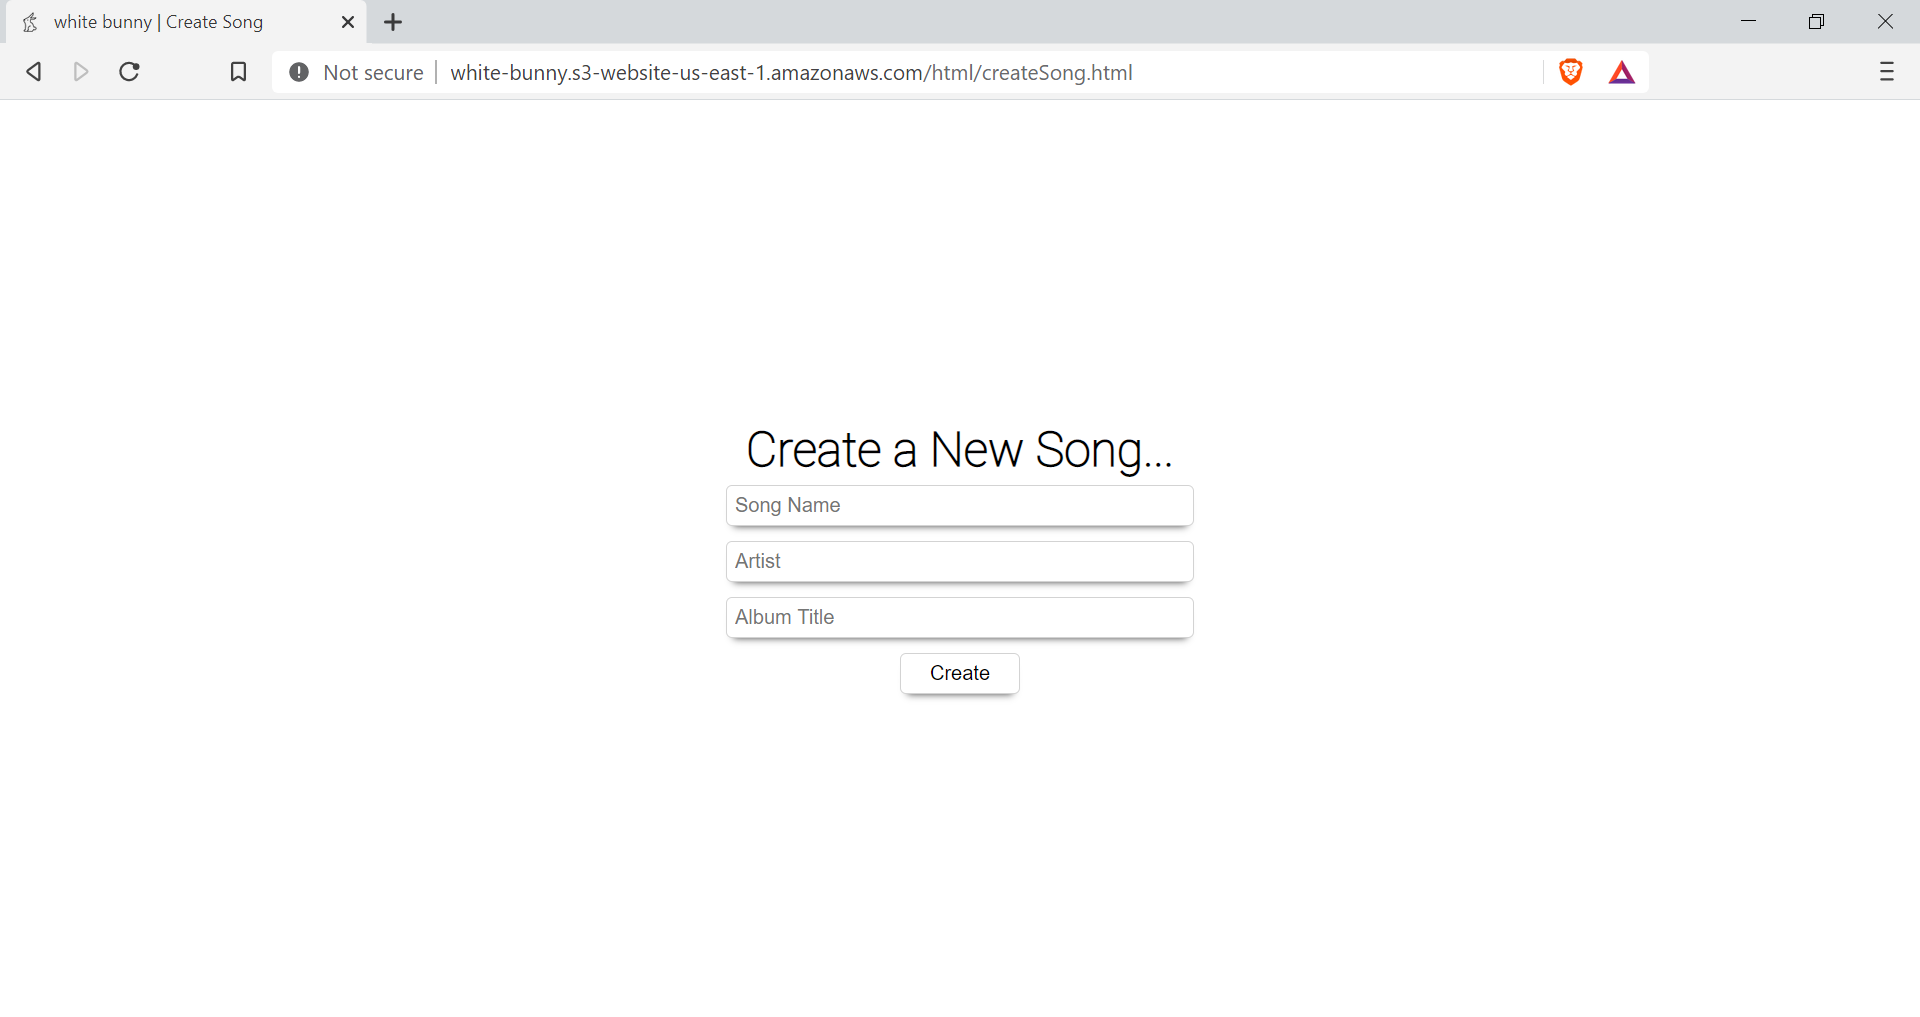 white bunny | Create Song
Not secure
white-bunny.s3-website-us-east-1.amazonaws.com/html/createSong.html
Create a New Song...
Song Name
Artist
Album Title
Create